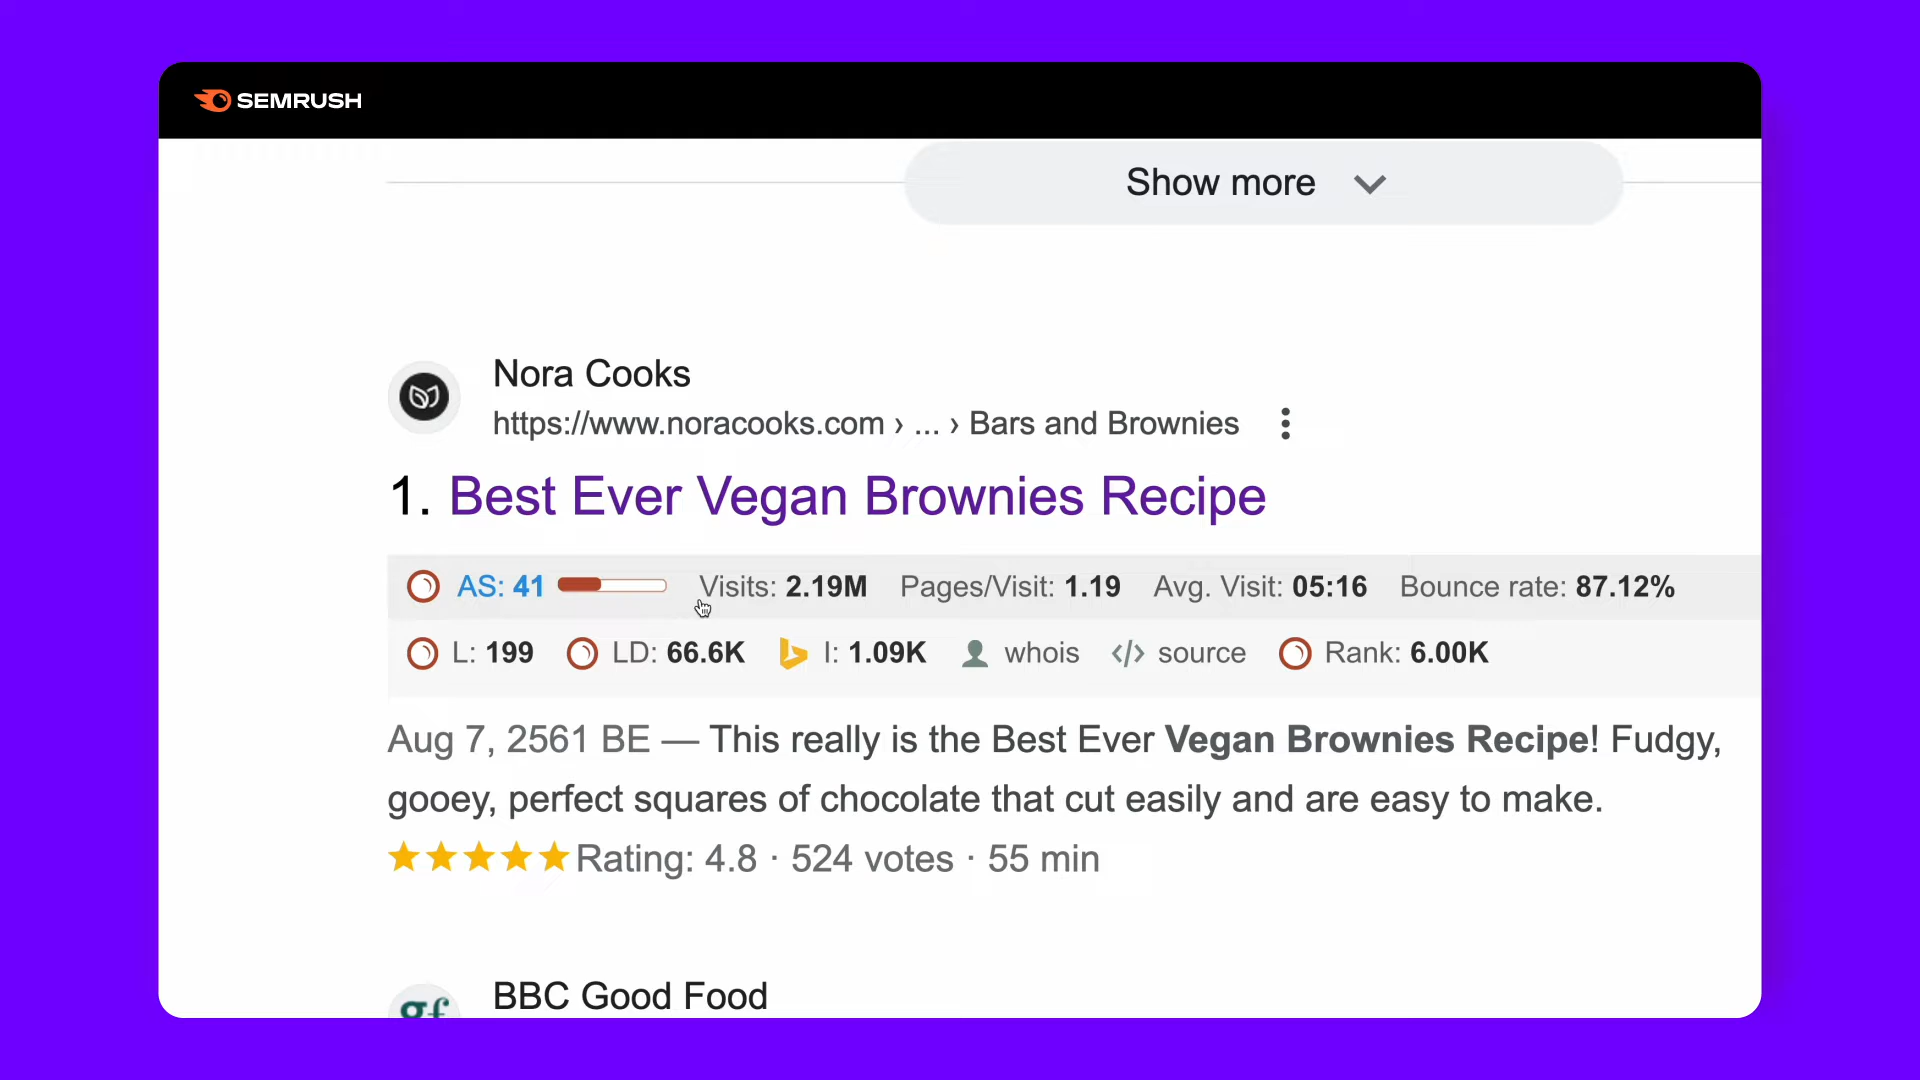 SEMRUSH
Show more
Nora Cooks
https://www.noracooks.com › ... › Bars and Brownies
1. Best Ever Vegan Brownies Recipe
AS: 41 Visits: 2.19M Pages/Visit: 1.19 Avg. Visit: 05:16 Bounce rate: 87.12%
L: 199 LD: 66.6K I: 1.09K whois </> source Rank: 6.00K
Aug 7, 2561 BE — This really is the Best Ever Vegan Brownies Recipe! Fudgy,
gooey, perfect squares of chocolate that cut easily and are easy to make.
Rating: 4.8 · 524 votes · 55 min
BBC Good Food
gf